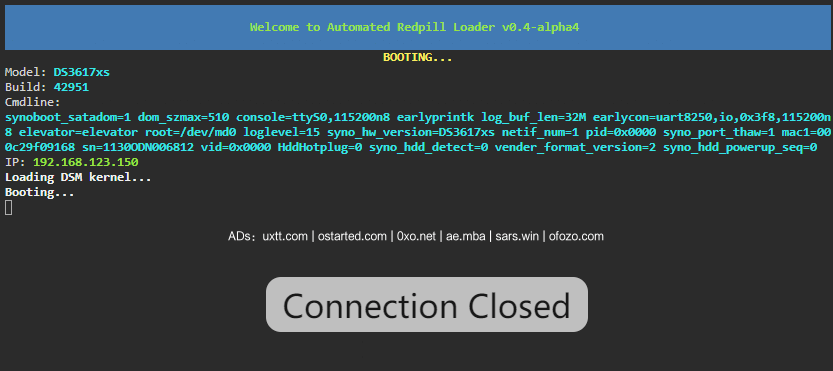 Welcome to Automated Redpill Loader v0.4-alpha4
BOOTING...
Model: DS3617xs
Build: 42951
Cmdline:
synoboot_satadom=1 dom_szmax=510 console=ttyS0,115200n8 earlyprintk log_buf_len=32M earlycon=uart8250,io,0x3f8,115200n
8 elevator=elevator root=/dev/md0 loglevel=15 syno_hw_version=DS3617xs netif_num=1 pid=0x0000 syno_port_thaw=1 mac1=00
0c29f09168 sn=1130ODN006812 vid=0x0000 HddHotplug=0 syno_hdd_detect=0 vender_format_version=2 syno_hdd_powerup_seq=0
IP: 192.168.123.150
Loading DSM kernel...
Booting...
ADs：uxtt.com | ostarted.com | 0xo.net | ae.mba | sars.win | ofozo.com
Connection Closed